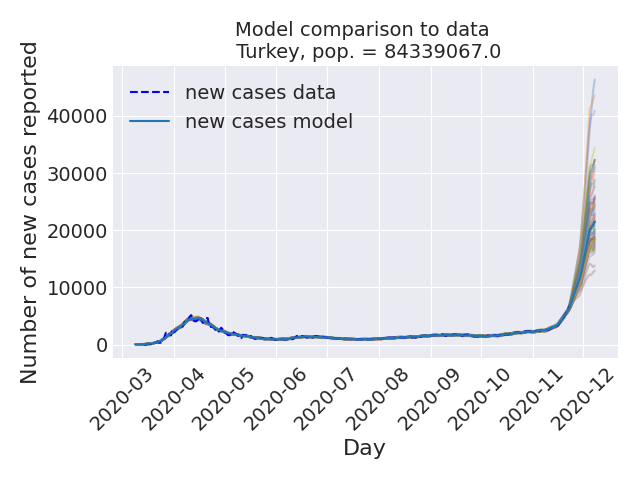 Model comparison to data
Turkey, pop. = 84339067.0
new cases data
new cases model
Number of new cases reported
40000
30000
20000
10000
0
2020-03
2020-04
2020-05
2020-06
2020-07
2020-08
2020-09
2020-10
2020-11
2020-12
Day